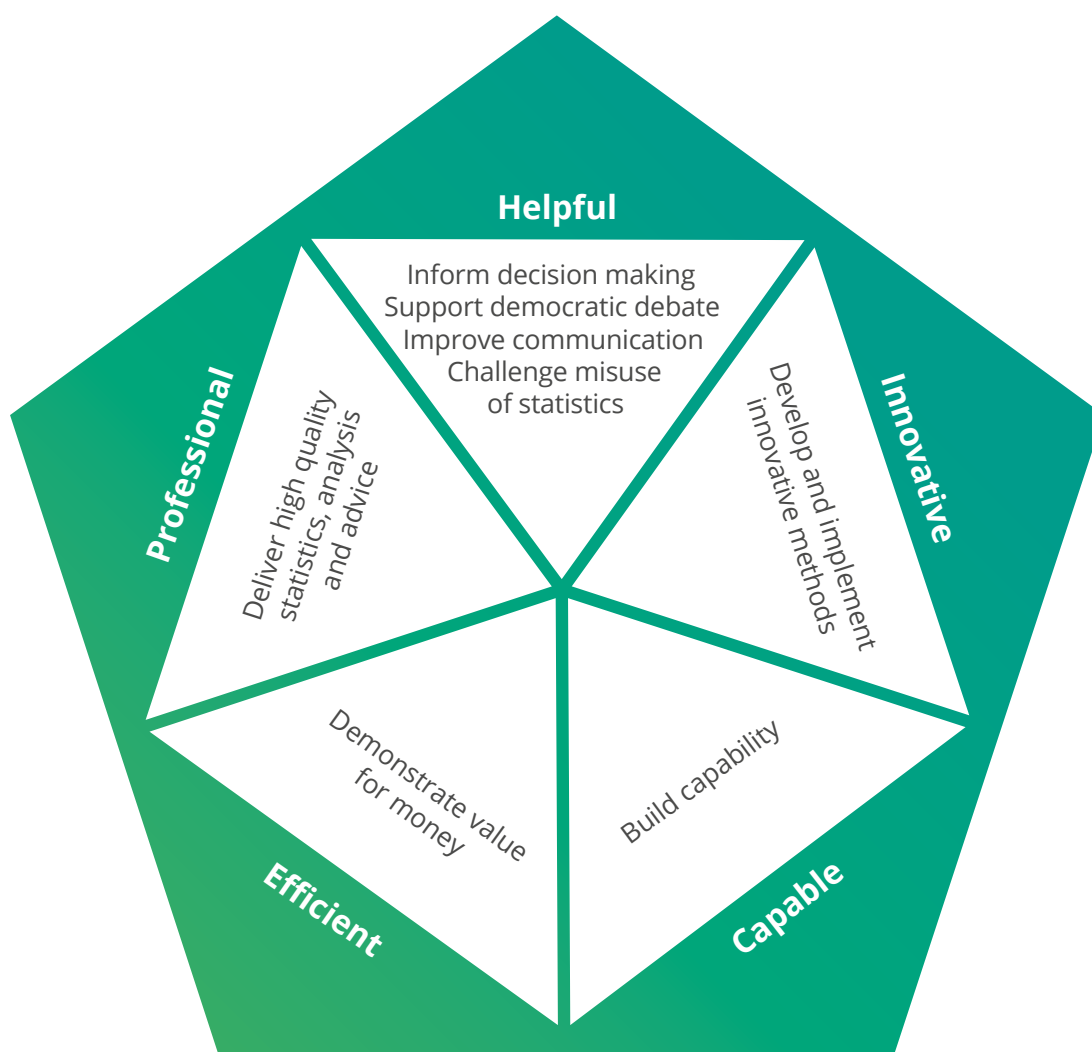 Helpful
Inform decision making
Support democratic debate
Improve communication
Challenge misuse
of statistics
Innovative
Develop and implement
innovative methods
Capable
Build capability
Efficient
Demonstrate value
for money
Professional
Deliver high quality
statistics, analysis
and advice